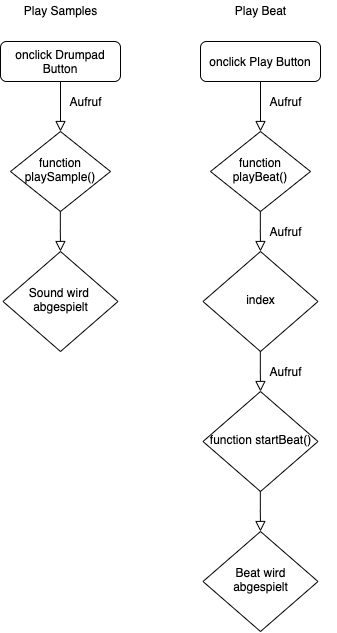 Play Samples
onclick Drumpad
Button
Aufruf
function
playSample()
Sound wird
abgespielt
Play Beat
onclick Play Button
Aufruf
function
playBeat()
Aufruf
index
Aufruf
function startBeat()
Beat wird
abgespielt